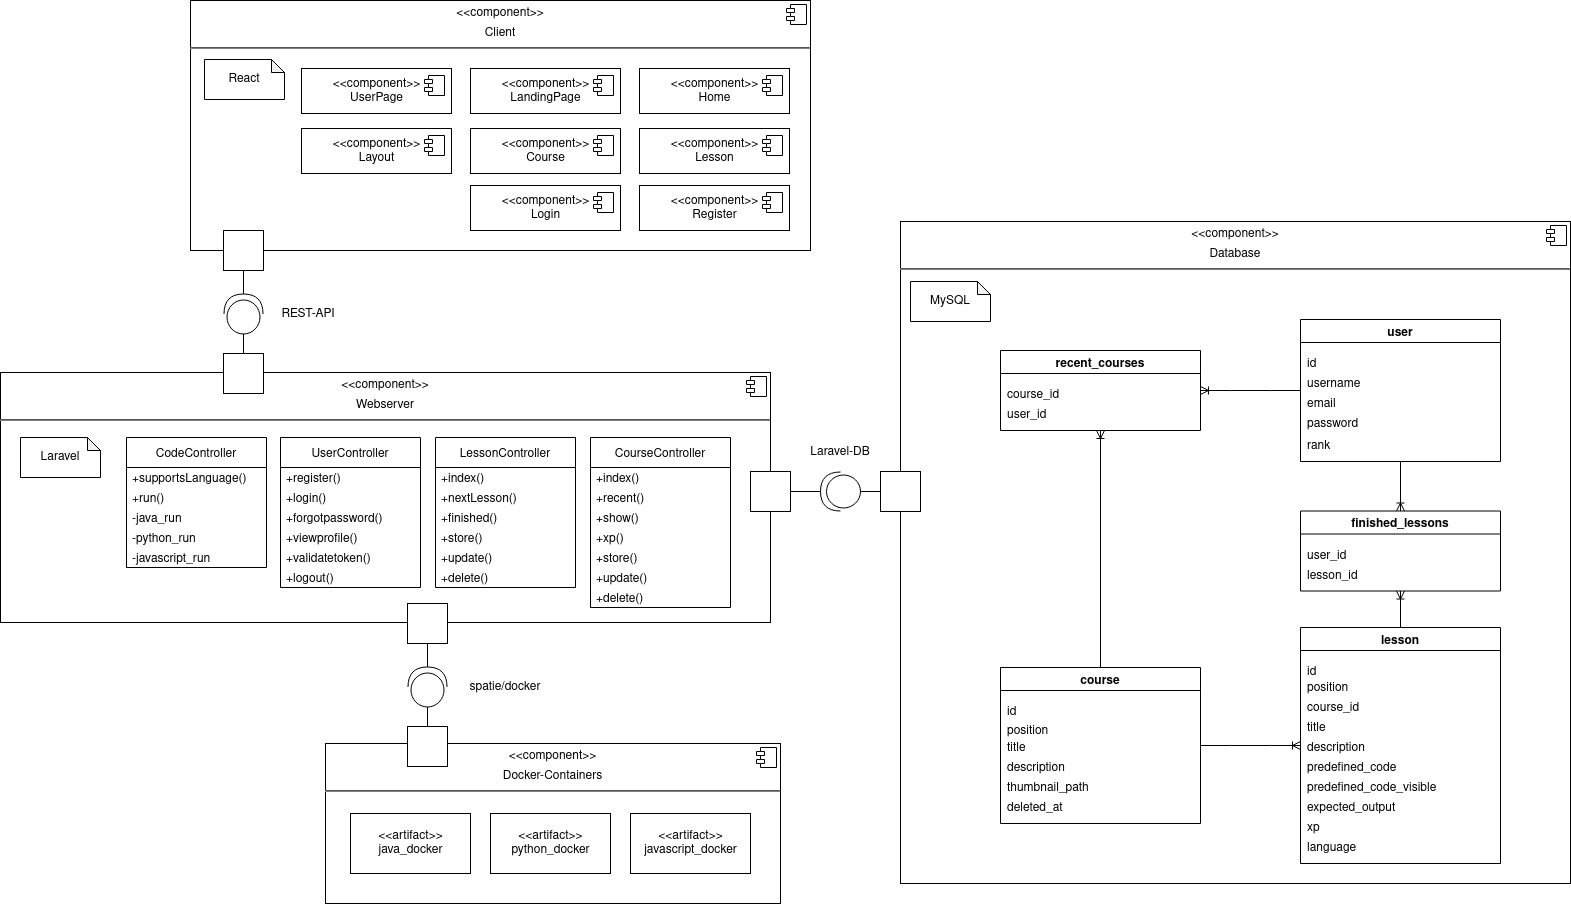 <<component>>
Client
React
<<component>>
UserPage
<<component>>
LandingPage
<<component>>
Home
<<component>>
Layout
<<component>>
Course
<<component>>
Lesson
<<component>>
Login
<<component>>
Register
REST-API
<<component>>
Webserver
Laravel
CodeController
+supportsLanguage()
+run()
-java_run
-python_run
-javascript_run
UserController
+register()
+login()
+forgotpassword()
+viewprofile()
+validatetoken()
+logout()
LessonController
+index()
+nextLesson()
+finished()
+store()
+update()
+delete()
CourseController
+index()
+recent()
+show()
+xp()
+store()
+update()
+delete()
spatie/docker
<<component>>
Docker-Containers
<<artifact>>
java_docker
<<artifact>>
python_docker
<<artifact>>
javascript_docker
Laravel-DB
<<component>>
Database
MySQL
recent_courses
course_id
user_id
user
id
username
email
password
rank
finished_lessons
user_id
lesson_id
course
id
position
title
description
thumbnail_path
deleted_at
lesson
id
position
course_id
title
description
predefined_code
predefined_code_visible
expected_output
xp
language